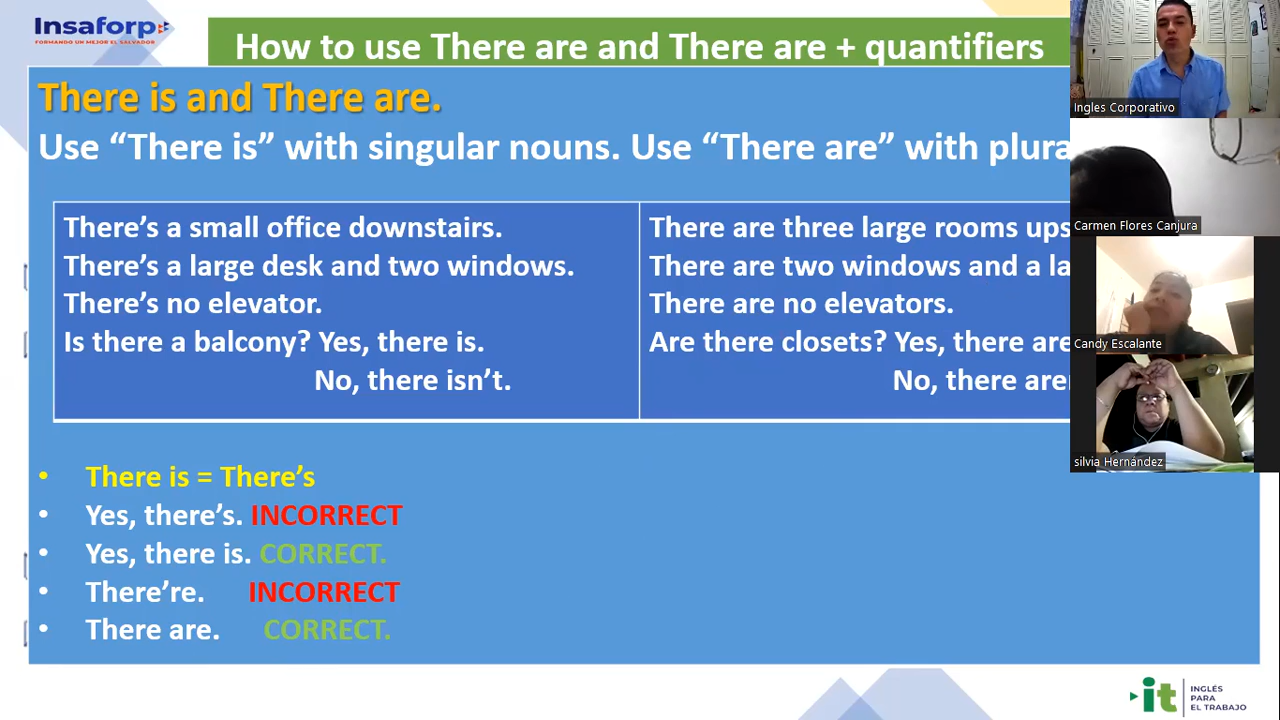 Insaforp
FORMANDO UN MEJOR EL SALVADOR
How to use There are and There are + quantifiers
There is and There are.
Use “There is” with singular nouns. Use “There are” with plura
There’s a small office downstairs.
There’s a large desk and two windows.
There’s no elevator.
Is there a balcony? Yes, there is.
No, there isn’t.
There are three large rooms ups
There are two windows and a la
There are no elevators.
Are there closets? Yes, there are
No, there are
• There is = There’s
• Yes, there’s. INCORRECT
• Yes, there is. CORRECT.
• There’re. INCORRECT
• There are. CORRECT.
Ingles Corporativo
Carmen Flores Canjura
Candy Escalante
silvia Hernández
it
INGLÉS
PARA
EL TRABAJO